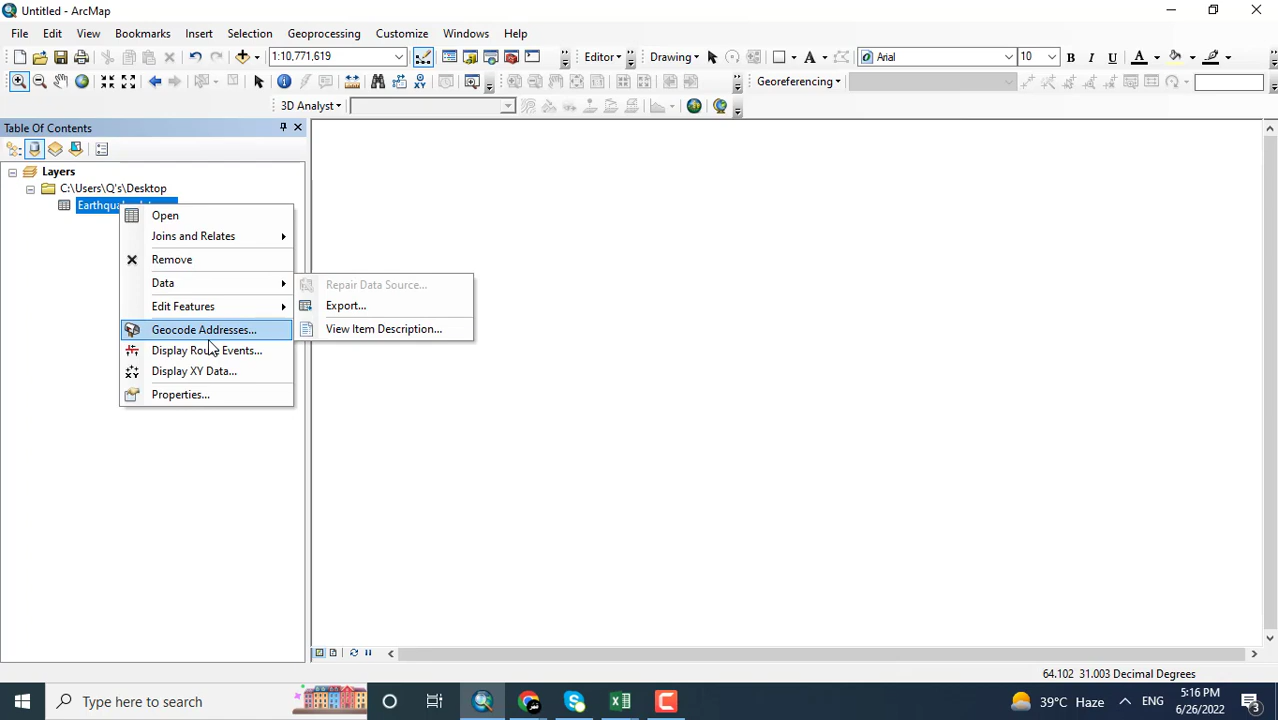 Untitled - ArcMap
File Edit View Bookmarks Insert Selection Geoprocessing Customize Windows Help
1:10,771,619 Editor Drawing Arial 10 B I U A
Georeferencing
3D Analyst
Table Of Contents
Layers
C:\Users\Q's\Desktop
Open
Joins and Relates
Remove
Data
Repair Data Source...
Edit Features
Export...
Geocode Addresses...
View Item Description...
Display Route Events...
Display XY Data...
Properties...
64.102 31.003 Decimal Degrees
Type here to search
39°C Haze
ENG
5:16 PM
6/26/2022
3